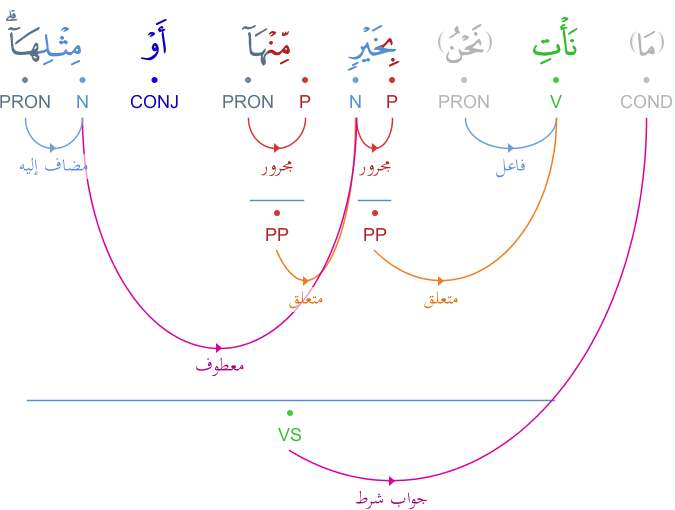 (مَا) نَأْتِ (نَحْنُ) بِخَيْرٍ مِّنْهَآ أَوْ مِثْلِهَآ ۗ
COND V PRON P N P PRON CONJ N PRON
فاعل مجرور مجرور مضاف إليه
PP PP
متعلق متعلق
معطوف
VS
جواب شرط